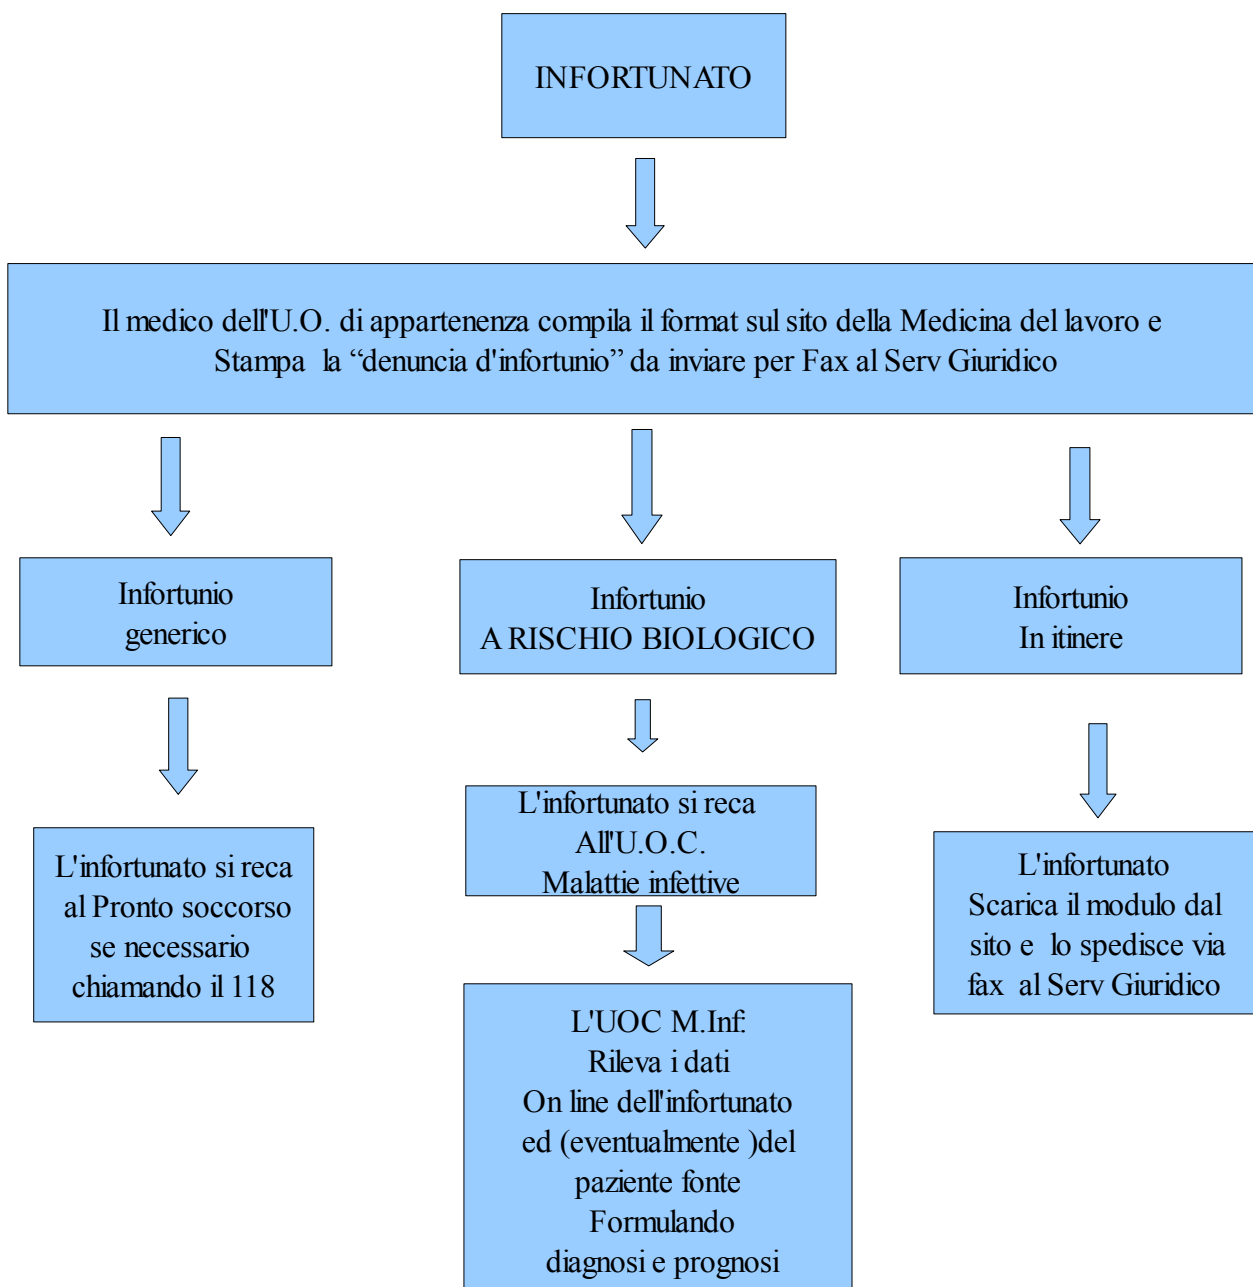 INFORTUNATO
Il medico dell'U.O. di appartenenza compila il format sul sito della Medicina del lavoro e
Stampa la “denuncia d'infortunio” da inviare per Fax al Serv Giuridico
Infortunio
generico
Infortunio
A RISCHIO BIOLOGICO
Infortunio
In itinere
L'infortunato si reca
al Pronto soccorso
se necessario
chiamando il 118
L'infortunato si reca
All'U.O.C.
Malattie infettive
L'infortunato
Scarica il modulo dal
sito e lo spedisce via
fax al Serv Giuridico
L'UOC M.Inf:
Rileva i dati
On line dell'infortunato
ed (eventualmente )del
paziente fonte
Formulando
diagnosi e prognosi